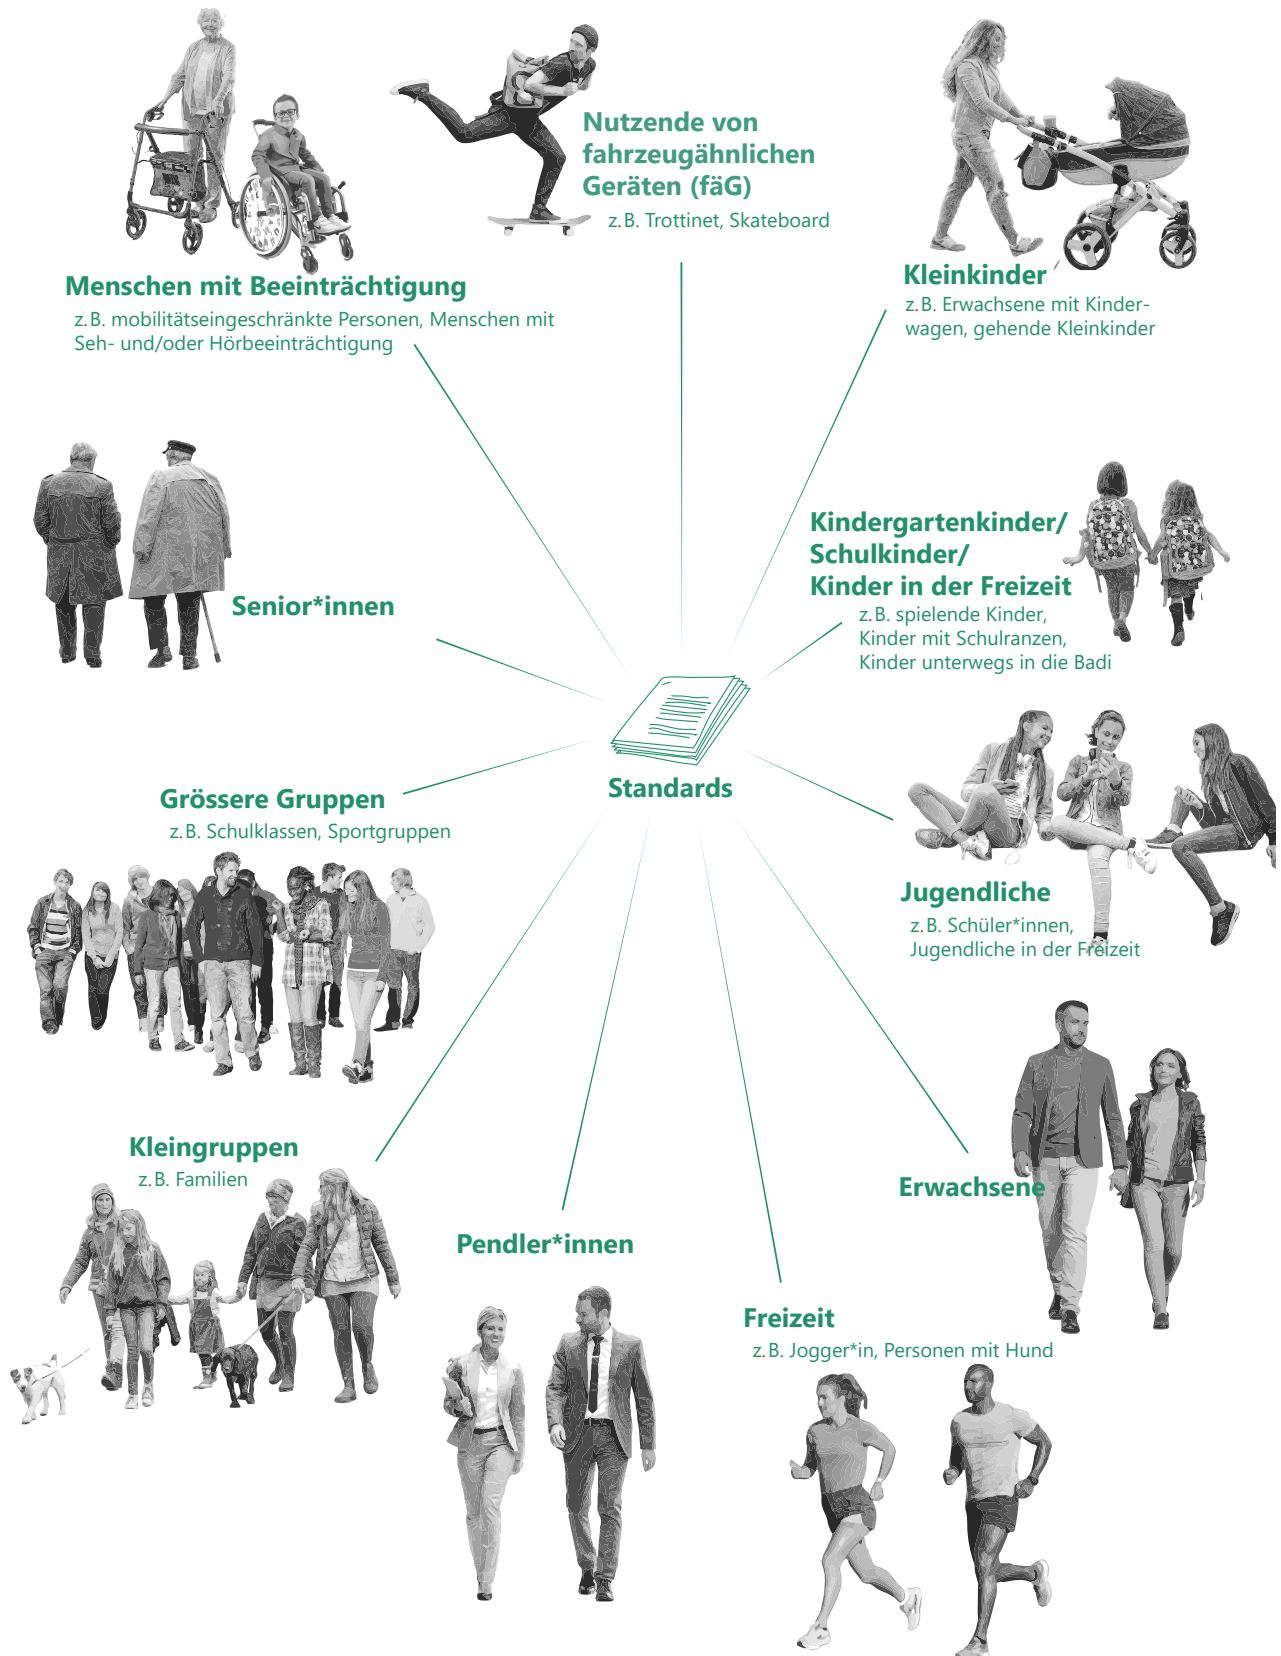 Nutzende von
fahrzeugähnlichen
Geräten (fäG)
z.B. Trottinet, Skateboard
Menschen mit Beeinträchtigung
z.B. mobilitätseingeschränkte Personen, Menschen mit
Seh- und/oder Hörbeeinträchtigung
Kleinkinder
z.B. Erwachsene mit Kinder-
wagen, gehende Kleinkinder
Senior*innen
Kindergartenkinder/
Schulkinder/
Kinder in der Freizeit
z.B. spielende Kinder,
Kinder mit Schulranzen,
Kinder unterwegs in die Badi
Standards
Grössere Gruppen
z.B. Schulklassen, Sportgruppen
Jugendliche
z.B. Schüler*innen,
Jugendliche in der Freizeit
Kleingruppen
z.B. Familien
Erwachsene
Pendler*innen
Freizeit
z.B. Jogger*in, Personen mit Hund